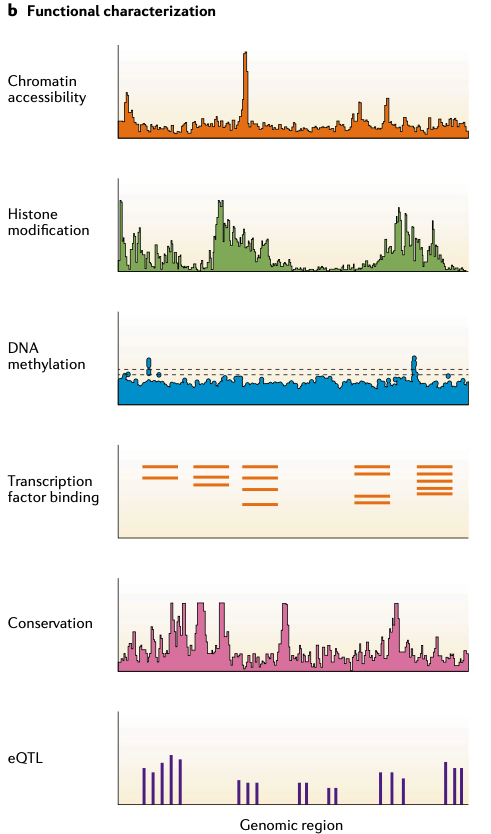 b Functional characterization
Chromatin
accessibility
Histone
modification
DNA
methylation
Transcription
factor binding
Conservation
eQTL
Genomic region